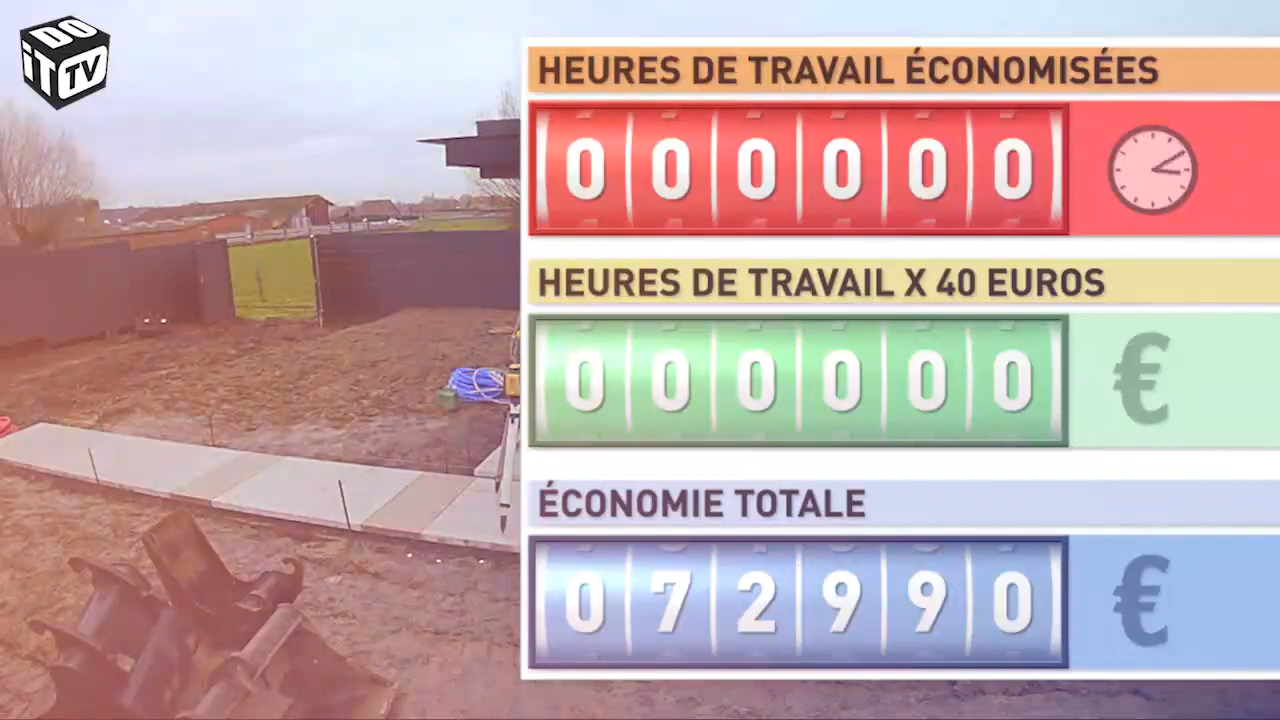 DO
iT TV
HEURES DE TRAVAIL ÉCONOMISÉES
000000
HEURES DE TRAVAIL X 40 EUROS
000000
€
ÉCONOMIE TOTALE
072990
€